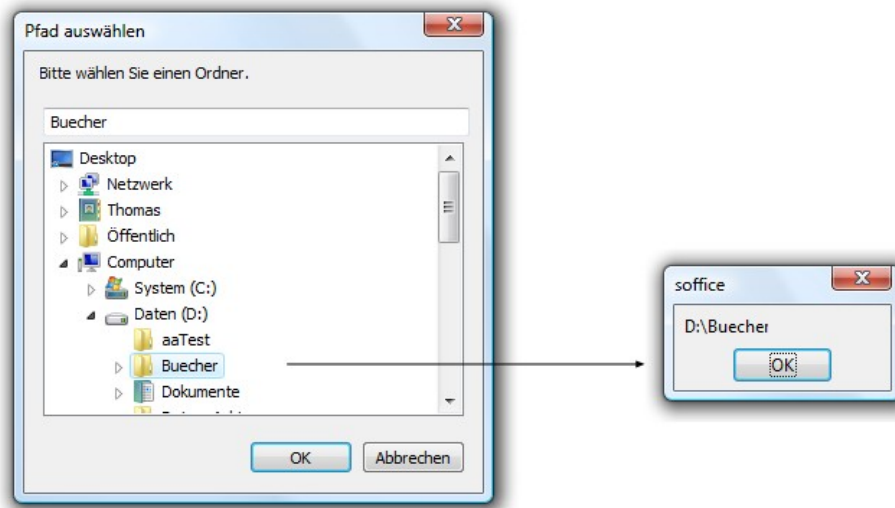 Pfad auswählen
Bitte wählen Sie einen Ordner.
Buecher
Desktop
Netzwerk
Thomas
Öffentlich
Computer
System (C:)
Daten (D:)
aaTest
Buecher
Dokumente
OK
Abbrechen
soffice
D:\Buecher
OK